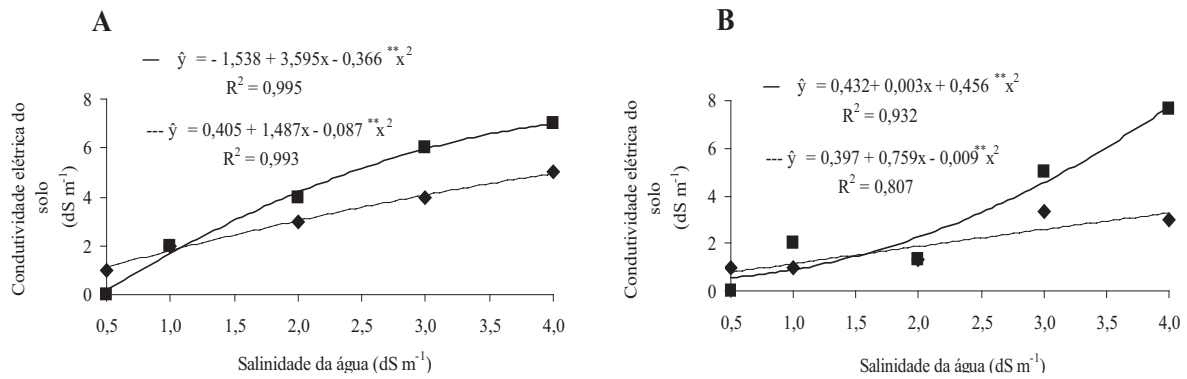 A
— ŷ = - 1,538 + 3,595x - 0,366 **x²
R² = 0,995
--- ŷ = 0,405 + 1,487x - 0,087 **x²
R² = 0,993
Condutividade elétrica do
solo
(dS m⁻¹)
8
6
4
2
0
0,5 1,0 1,5 2,0 2,5 3,0 3,5 4,0
Salinidade da água (dS m⁻¹)
B
— ŷ = 0,432+ 0,003x + 0,456 **x²
R² = 0,932
--- ŷ = 0,397 + 0,759x - 0,009**x²
R² = 0,807
Condutividade elétrica do
solo
(dS m⁻¹)
8
6
4
2
0
0,5 1,0 1,5 2,0 2,5 3,0 3,5 4,0
Salinidade da água (dS m⁻¹)